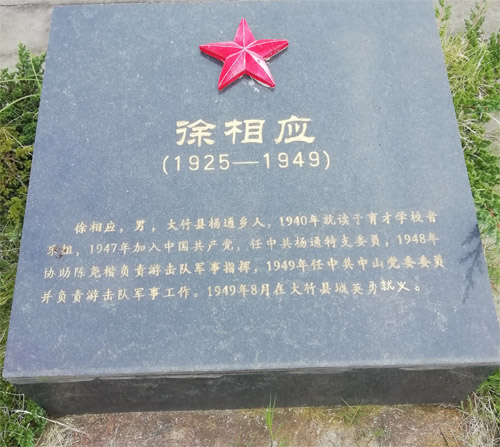 徐相应
(1925—1949)
徐相应，男，大竹县杨通乡人，1940年就读于育才学校音
乐组，1947年加入中国共产党，任中共杨通特支委员，1948年
协助陈尧楷负责游击队军事指挥，1949年任中共中山党委委员
并负责游击队军事工作。1949年8月在大竹县城英勇就义。